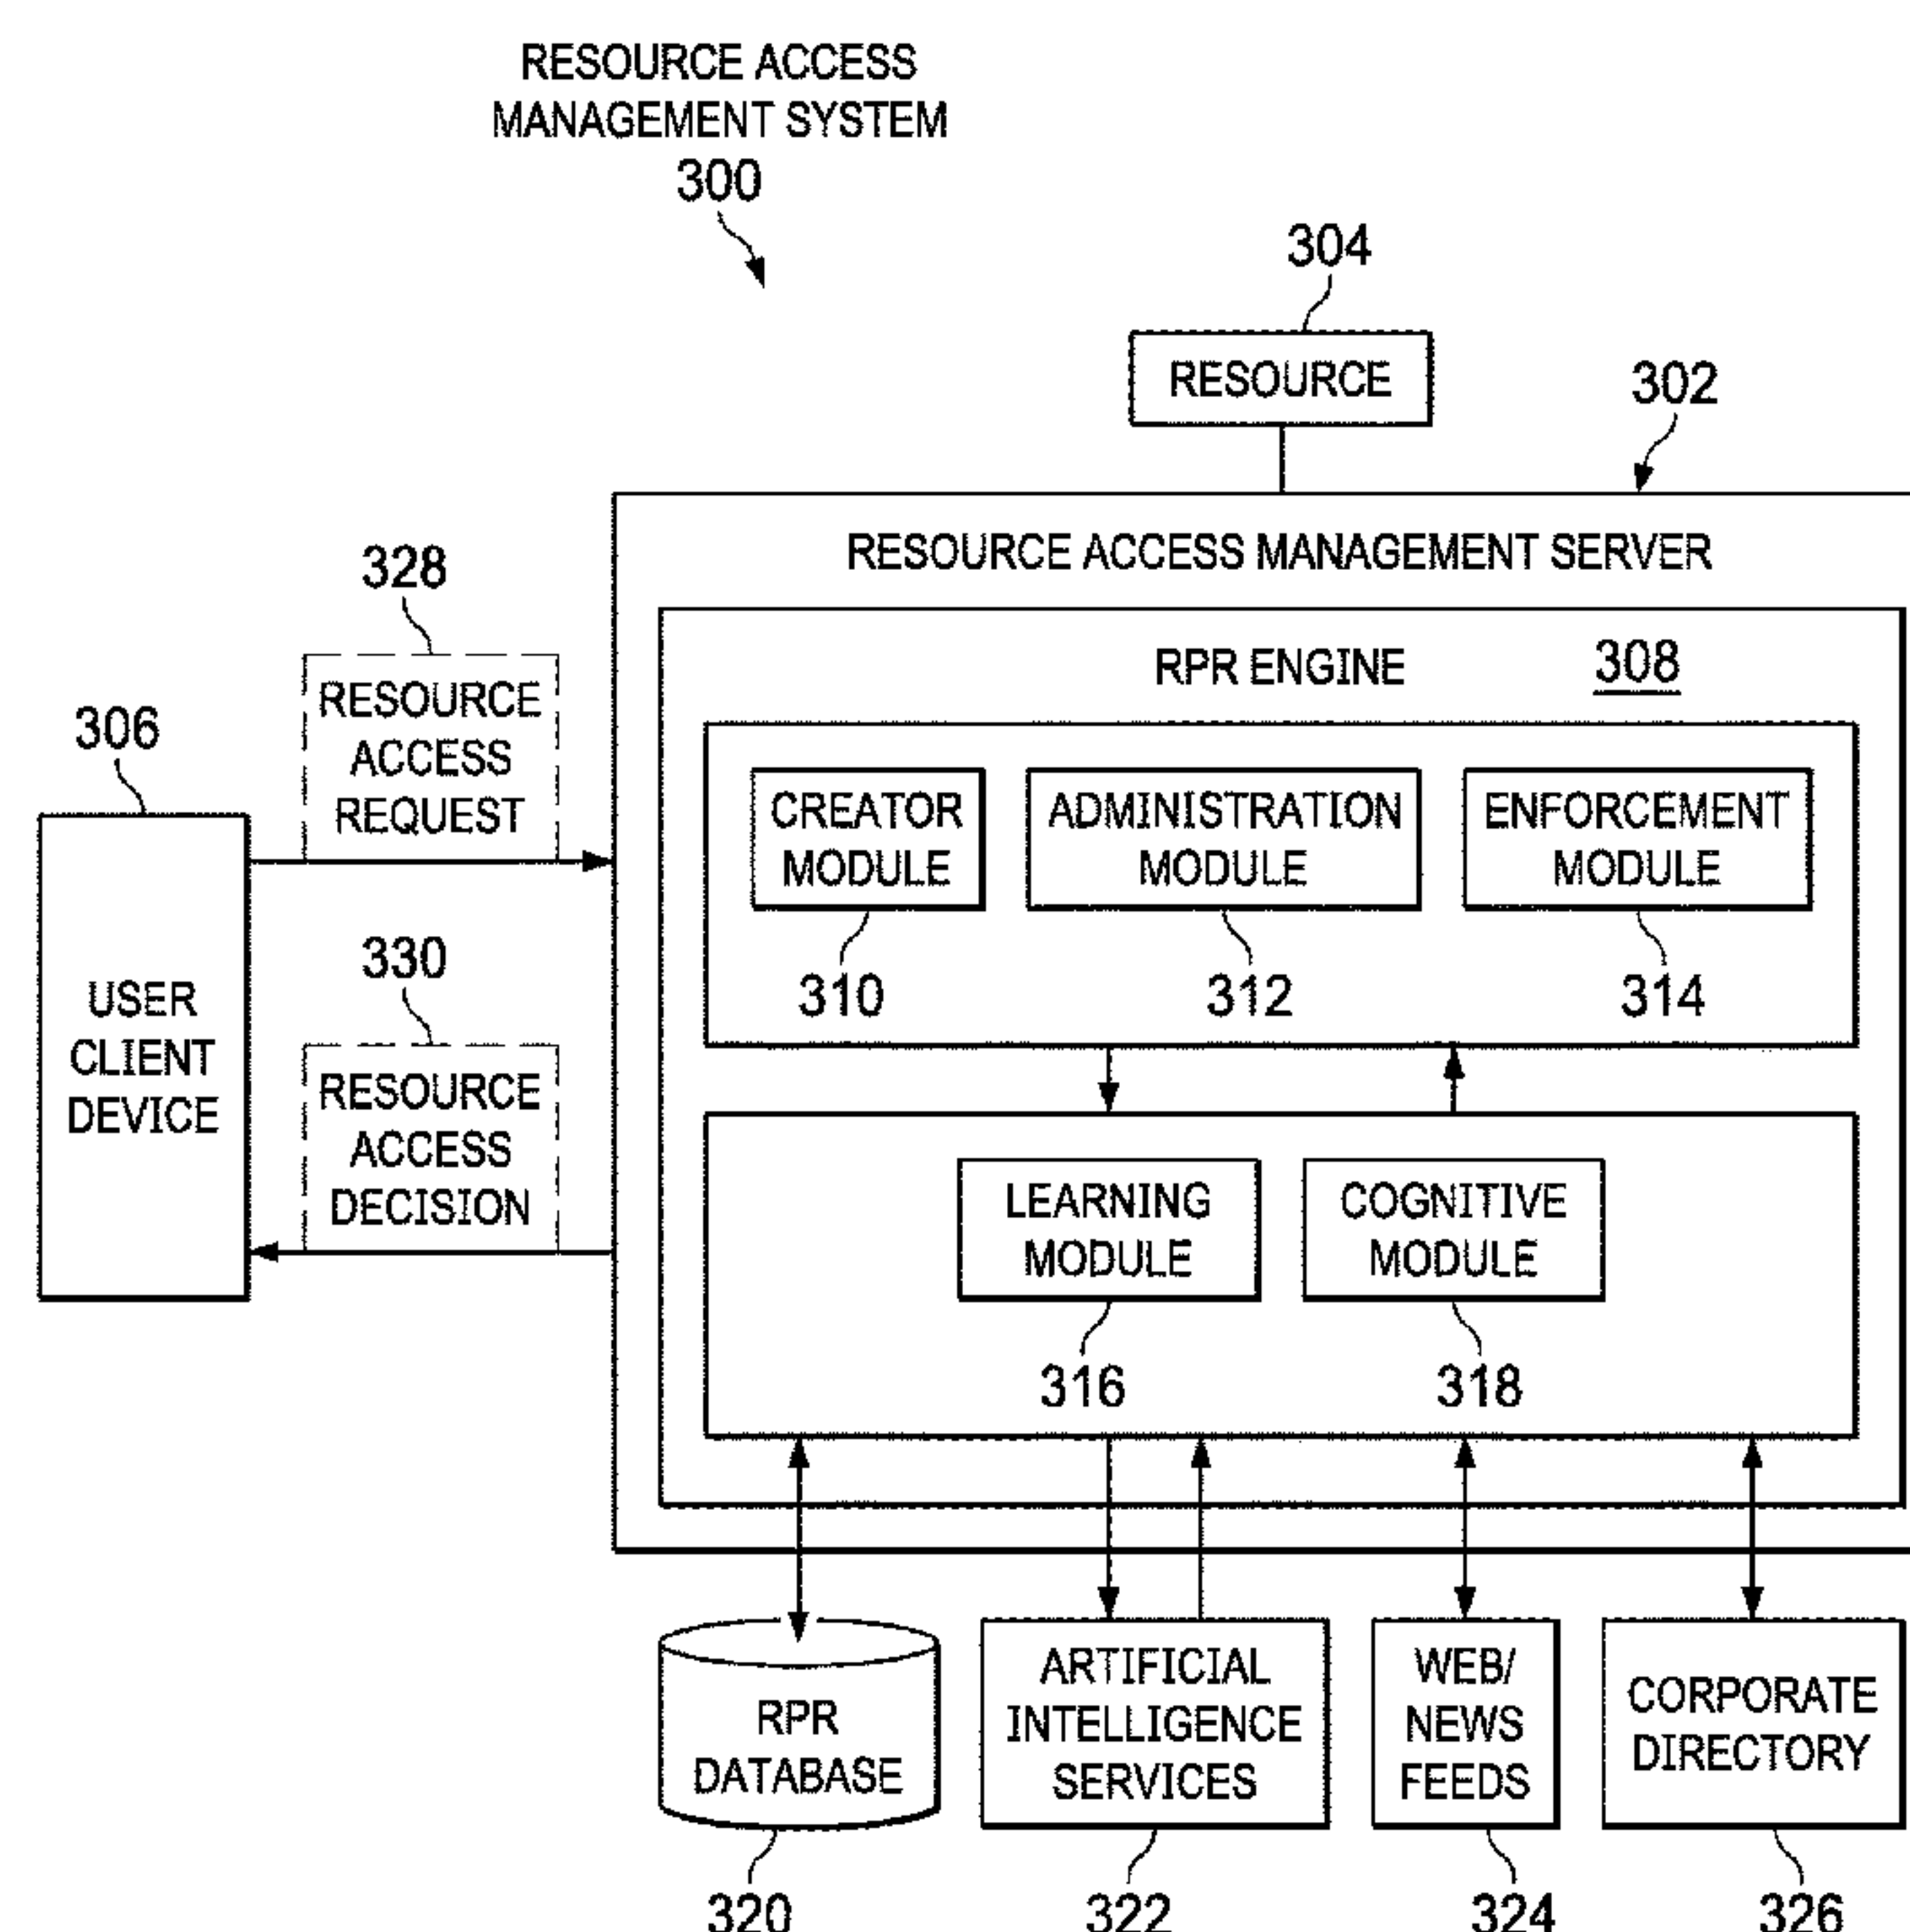 RESOURCE ACCESS
MANAGEMENT SYSTEM
300
304
RESOURCE
302
RESOURCE ACCESS MANAGEMENT SERVER
328
RESOURCE
ACCESS
REQUEST
RPR ENGINE 308
306
USER
CLIENT
DEVICE
CREATOR
MODULE
ADMINISTRATION
MODULE
ENFORCEMENT
MODULE
310
312
314
330
RESOURCE
ACCESS
DECISION
LEARNING
MODULE
COGNITIVE
MODULE
316
318
RPR
DATABASE
ARTIFICIAL
INTELLIGENCE
SERVICES
WEB/
NEWS
FEEDS
CORPORATE
DIRECTORY
320
322
324
326